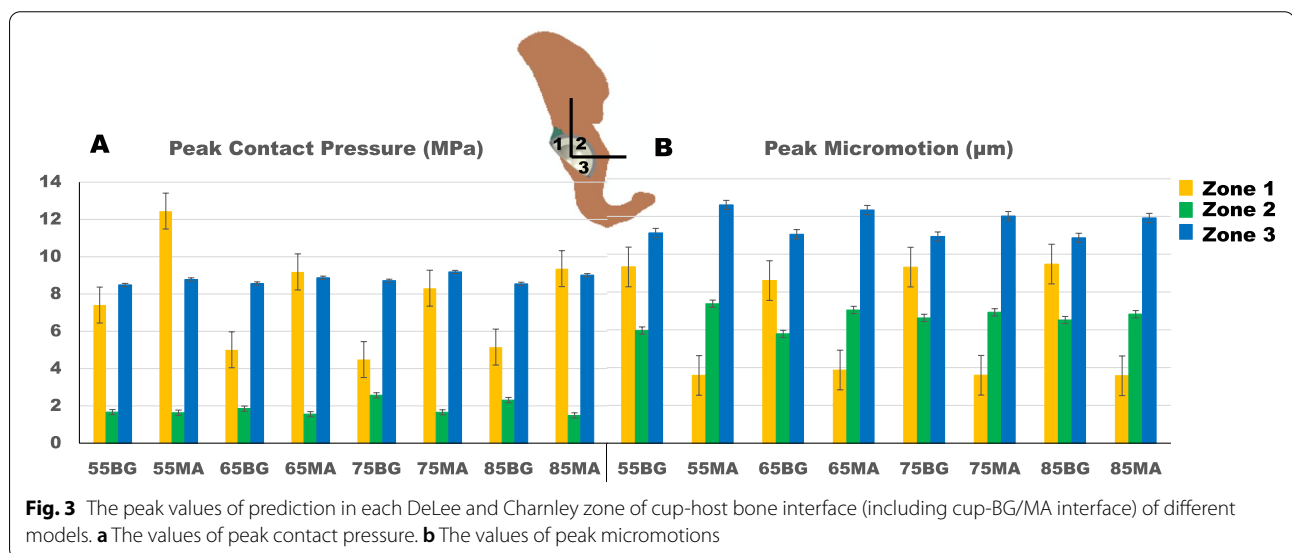 A Peak Contact Pressure (MPa)
1 2
3
B Peak Micromotion (µm)
14
12
10
8
6
4
2
0
55BG 55MA 65BG 65MA 75BG 75MA 85BG 85MA
55BG 55MA 65BG 65MA 75BG 75MA 85BG 85MA
Zone 1
Zone 2
Zone 3
Fig. 3 The peak values of prediction in each DeLee and Charnley zone of cup-host bone interface (including cup-BG/MA interface) of different
models. a The values of peak contact pressure. b The values of peak micromotions